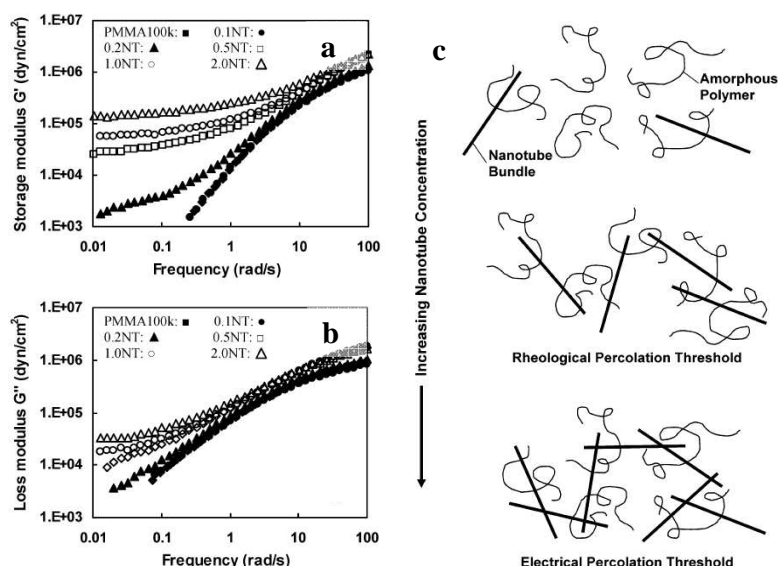 a
Storage modulus G' (dyn/cm²)
1.E+07
1.E+06
1.E+05
1.E+04
1.E+03
PMMA100k: ■ 0.1NT: ●
0.2NT: ▲ 0.5NT: □
1.0NT: ○ 2.0NT: △
0.01 0.1 1 10 100
Frequency (rad/s)
b
Loss modulus G'' (dyn/cm²)
1.E+07
1.E+06
1.E+05
1.E+04
1.E+03
PMMA100k: ■ 0.1NT: ●
0.2NT: ▲ 0.5NT: □
1.0NT: ○ 2.0NT: △
0.01 0.1 1 10 100
Frequency (rad/s)
c
Increasing Nanotube Concentration
Amorphous
Polymer
Nanotube
Bundle
Rheological Percolation Threshold
Electrical Percolation Threshold